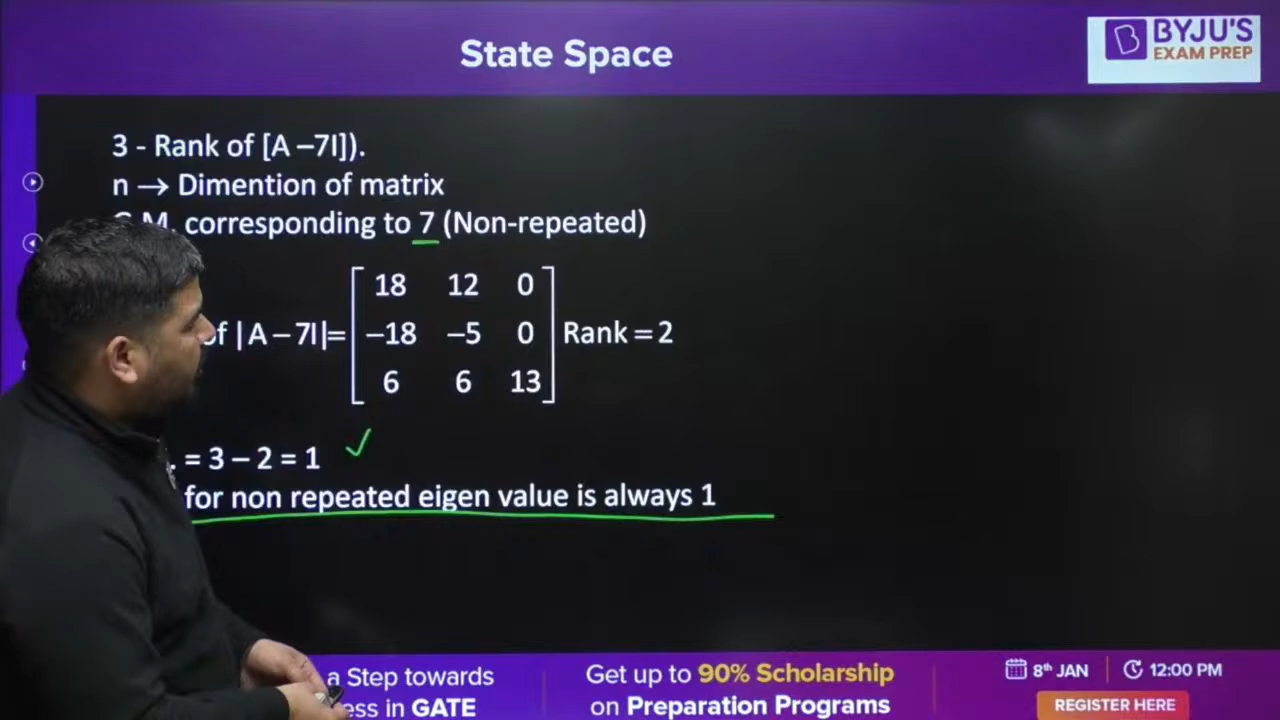 State Space
BYJU'S
EXAM PREP
3 - Rank of [A –7I]).
n → Dimention of matrix
corresponding to 7 (Non-repeated)
of |A – 7I|= [ 18 12 0
–18 –5 0
6 6 13 ] Rank = 2
. = 3 – 2 = 1 ✓
for non repeated eigen value is always 1
a Step towards
ess in GATE
Get up to 90% Scholarship
on Preparation Programs
8th JAN
12:00 PM
REGISTER HERE